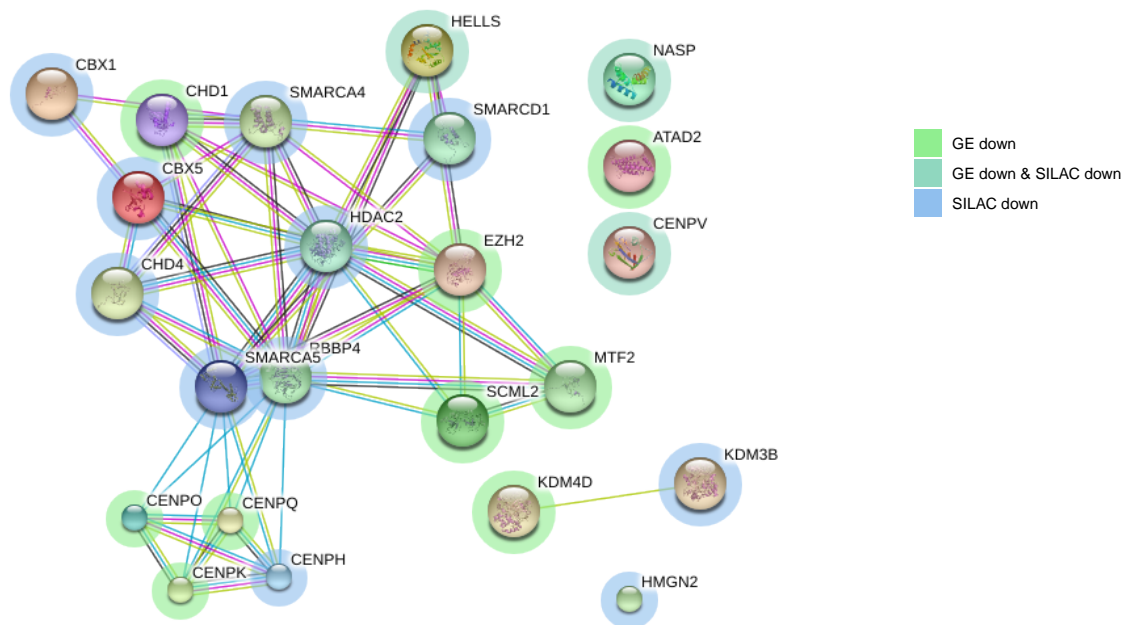 HELLS
NASP
CBX1
CHD1
SMARCA4
SMARCD1
ATAD2
GE down
CBX5
GE down & SILAC down
SILAC down
HDAC2
CENPV
EZH2
CHD4
SMARCA5
RBBP4
MTF2
SCML2
KDM3B
KDM4D
CENPO
CENPQ
CENPH
CENPK
HMGN2